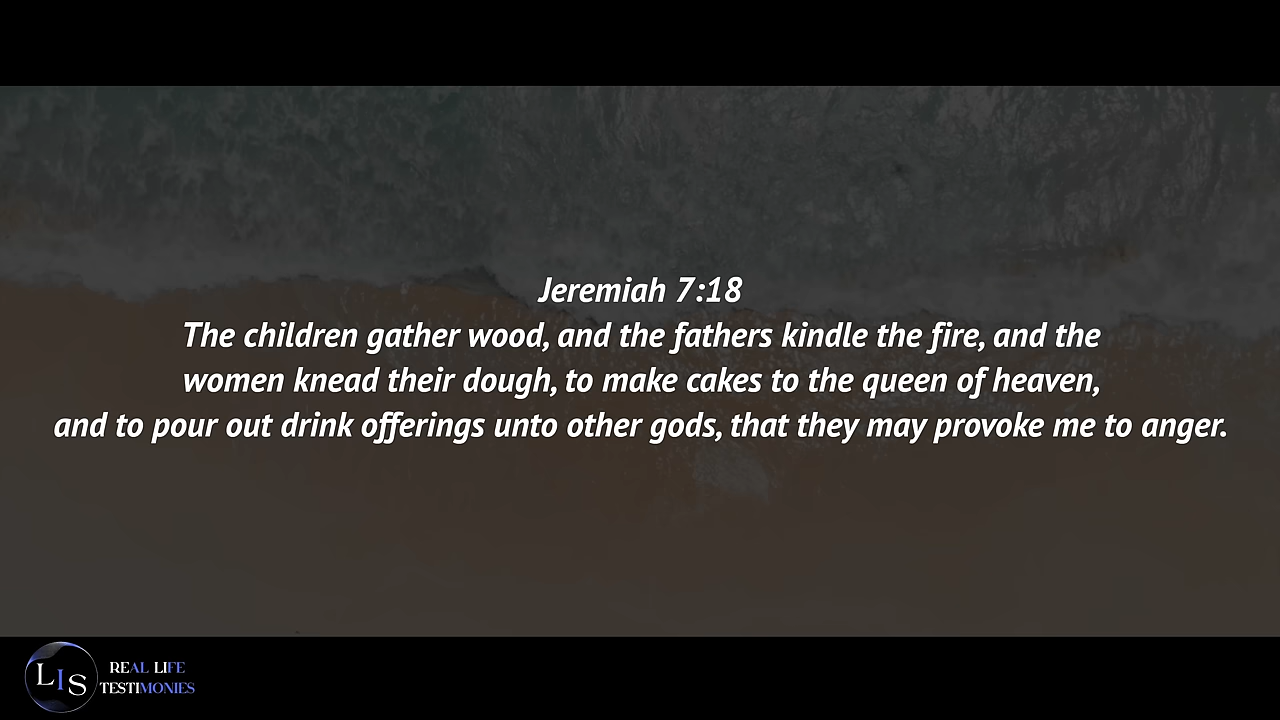 Jeremiah 7:18
The children gather wood, and the fathers kindle the fire, and the
women knead their dough, to make cakes to the queen of heaven,
and to pour out drink offerings unto other gods, that they may provoke me to anger.
LIS
REAL LIFE
TESTIMONIES